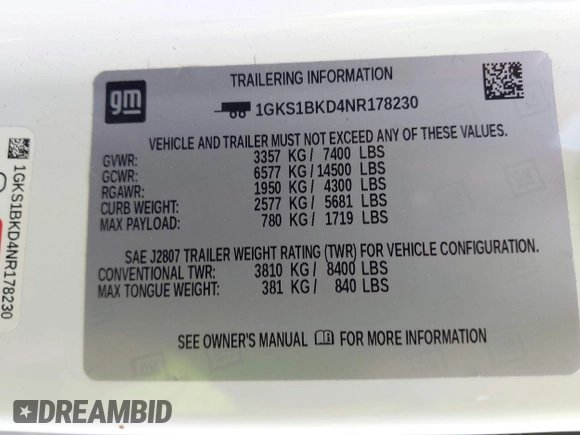 gm
TRAILERING INFORMATION
1GKS1BKD4NR178230
VEHICLE AND TRAILER MUST NOT EXCEED ANY OF THESE VALUES.
GVWR: 3357 KG / 7400 LBS
GCWR: 6577 KG / 14500 LBS
RGAWR: 1950 KG / 4300 LBS
CURB WEIGHT: 2577 KG / 5681 LBS
MAX PAYLOAD: 780 KG / 1719 LBS
SAE J2807 TRAILER WEIGHT RATING (TWR) FOR VEHICLE CONFIGURATION.
CONVENTIONAL TWR: 3810 KG / 8400 LBS
MAX TONGUE WEIGHT: 381 KG / 840 LBS
SEE OWNER'S MANUAL FOR MORE INFORMATION
1GKS1BKD4NR178230
DREAMBID